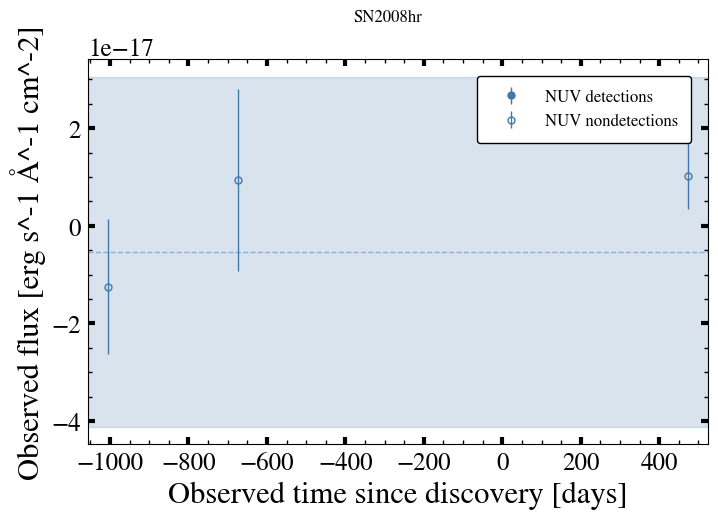 SN2008hr
1e−17
NUV detections
NUV nondetections
2
0
−2
−4
Observed flux [erg s^-1 Å^-1 cm^-2]
−1000 −800 −600 −400 −200 0 200 400
Observed time since discovery [days]